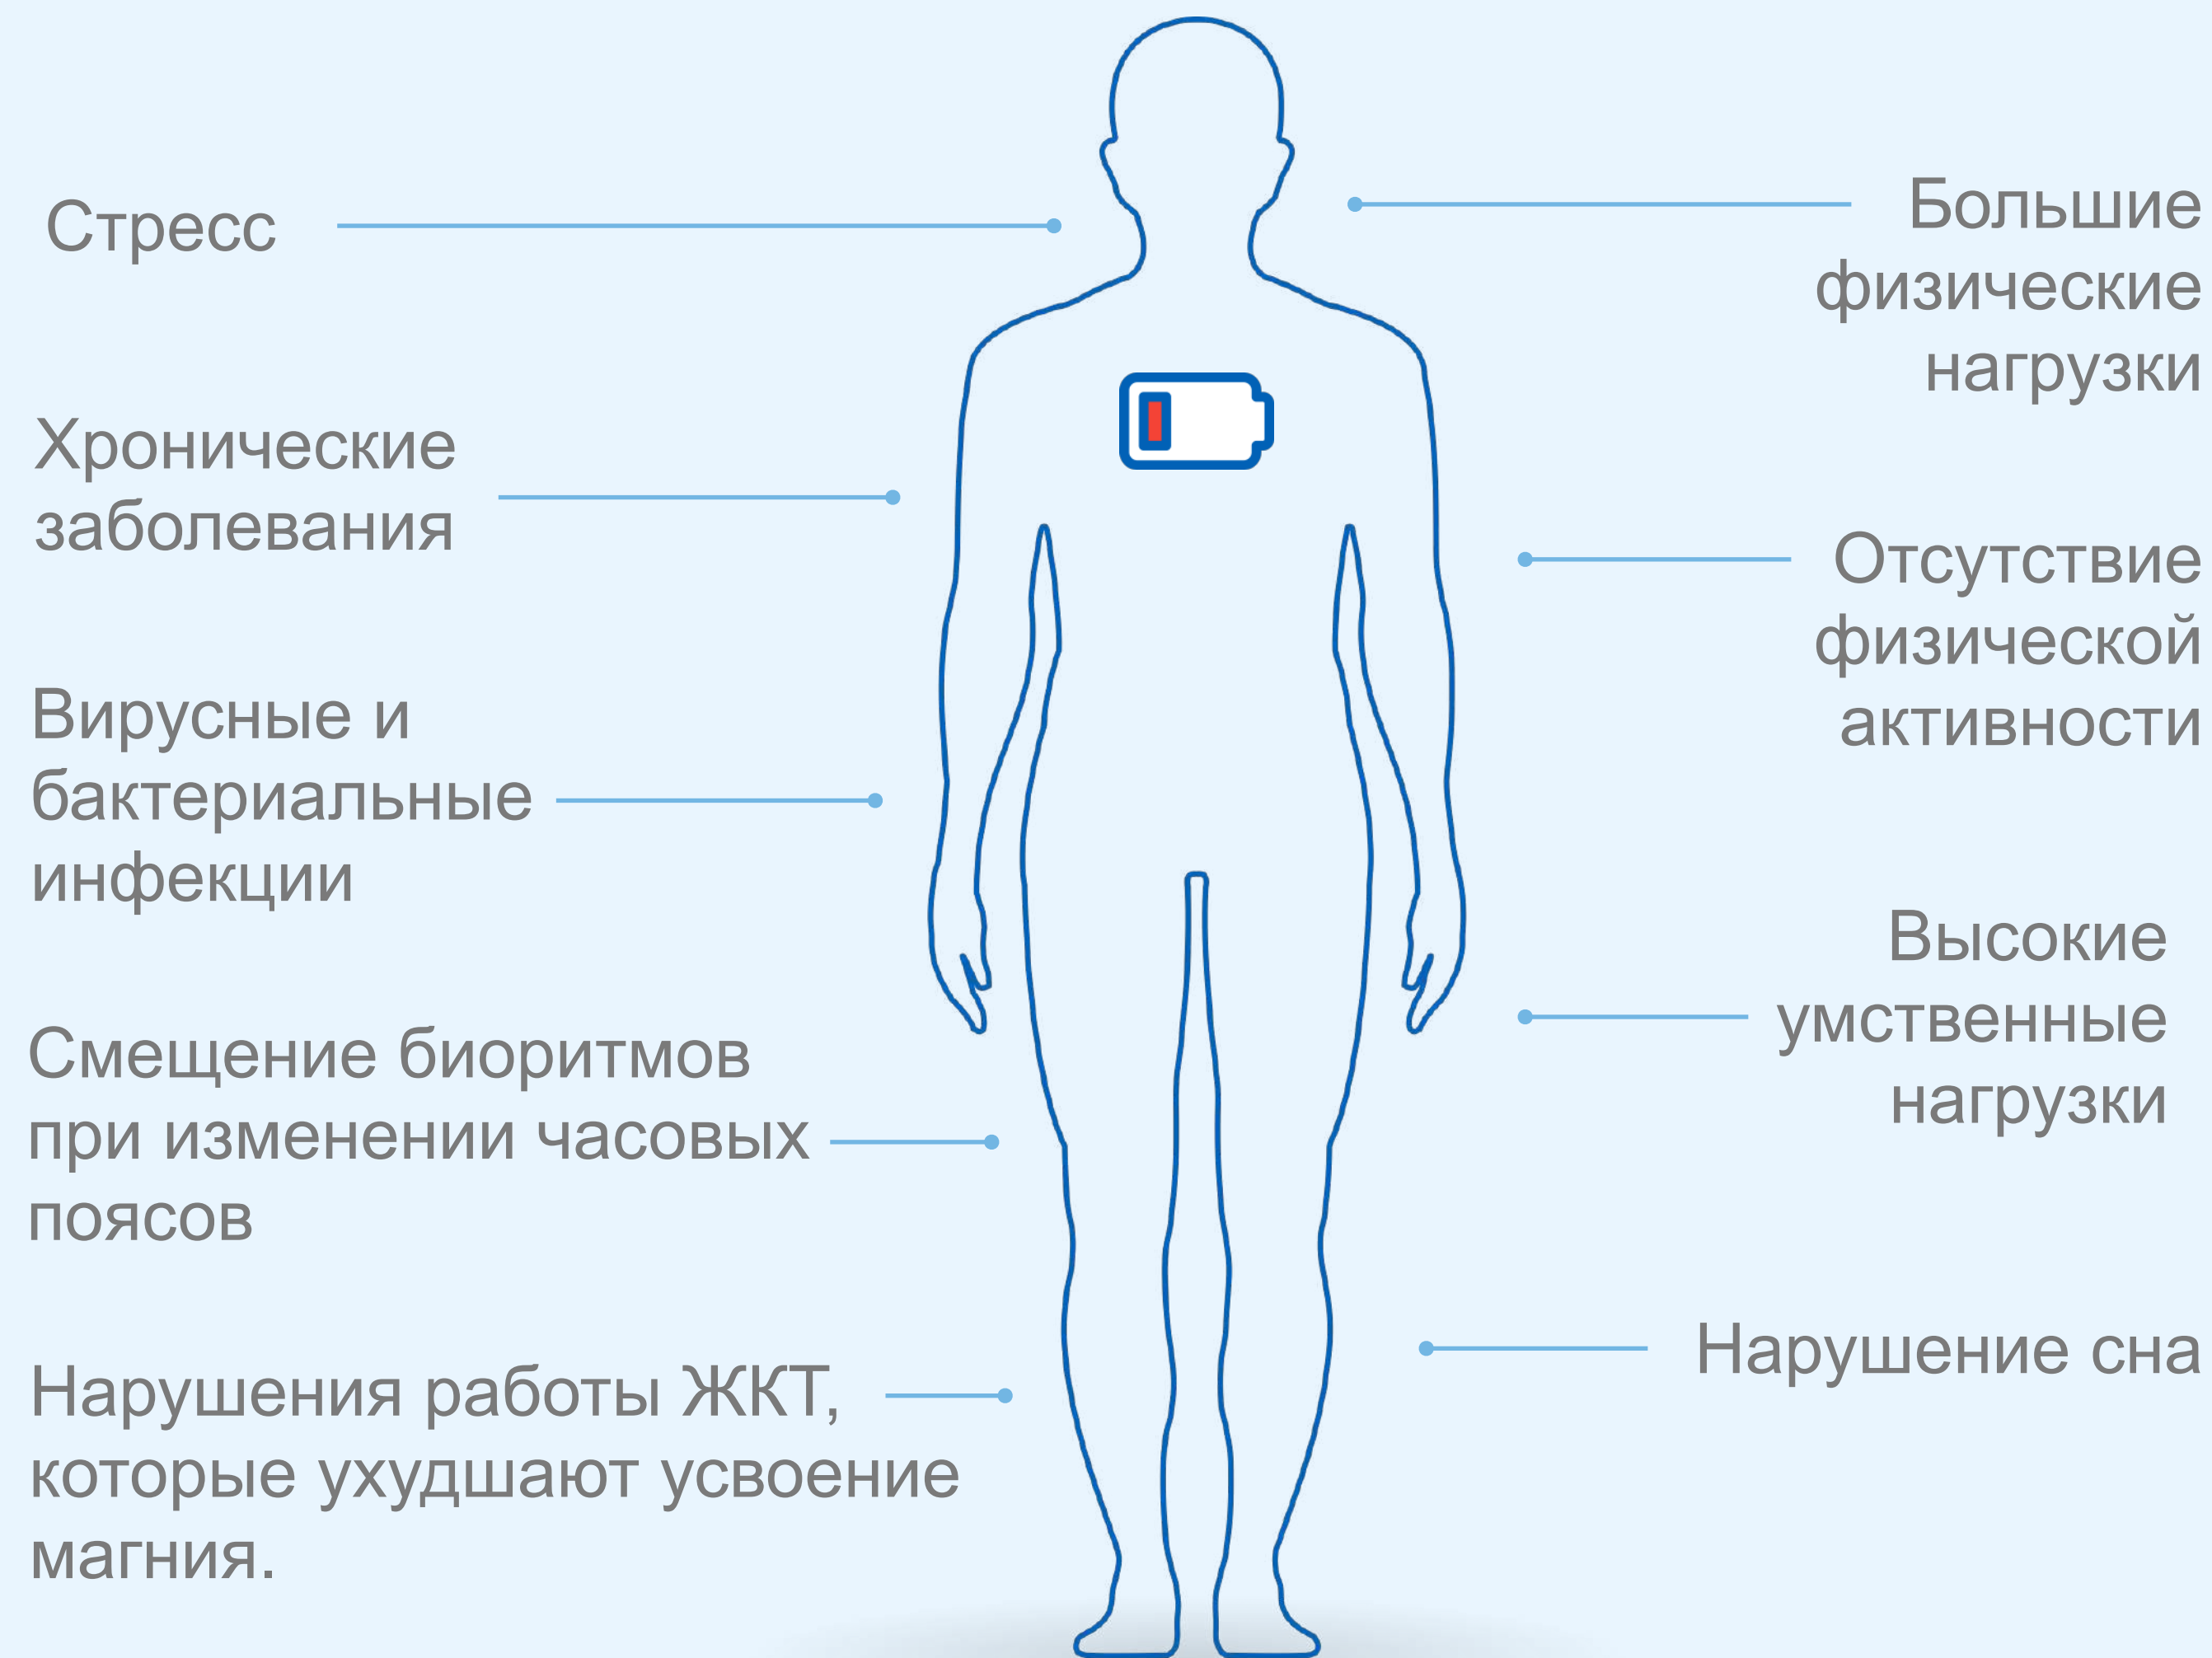 Стресс
Хронические
заболевания
Вирусные и
бактериальные
инфекции
Смещение биоритмов
при изменении часовых
поясов
Нарушения работы ЖКТ,
которые ухудшают усвоение
магния.
Большие
физические
нагрузки
Отсутствие
физической
активности
Высокие
умственные
нагрузки
Нарушение сна